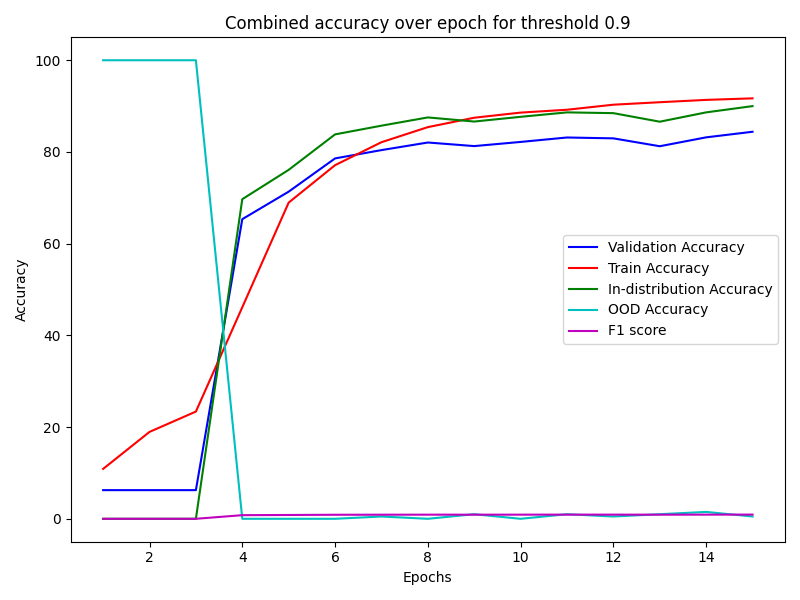 Combined accuracy over epoch for threshold 0.9
100
80
60
40
20
0
Accuracy
Validation Accuracy
Train Accuracy
In-distribution Accuracy
OOD Accuracy
F1 score
2 4 6 8 10 12 14
Epochs